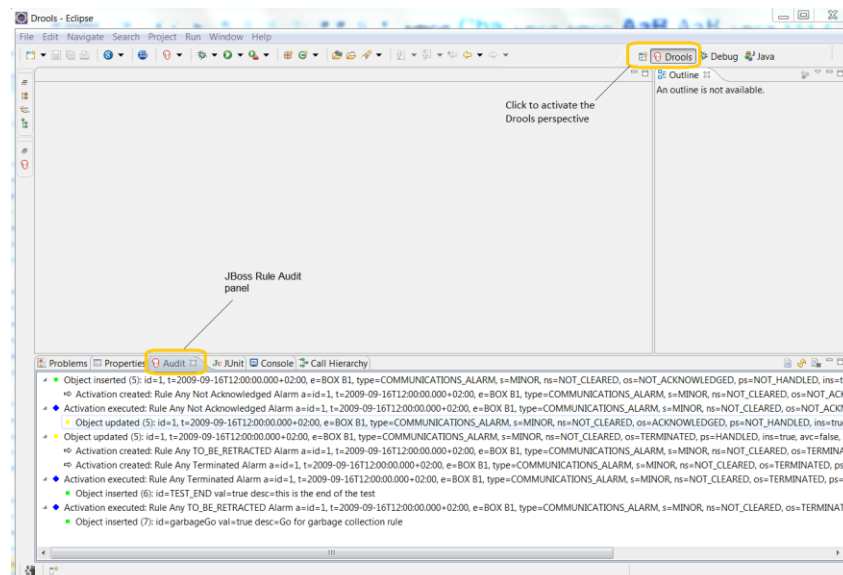 Drools - Eclipse
File Edit Navigate Search Project Run Window Help
Drools Debug Java
Outline
An outline is not available.
Click to activate the
Drools perspective
JBoss Rule Audit
panel
Problems Properties Audit JUnit Console Call Hierarchy
Object inserted (5): id=1, t=2009-09-16T12:00:00.000+02:00, e=BOX B1, type=COMMUNICATIONS_ALARM, s=MINOR, ns=NOT_CLEARED, os=NOT_ACKNOWLEDGED, ps=NOT_HANDLED, ins=t
Activation created: Rule Any Not Acknowledged Alarm a=id=1, t=2009-09-16T12:00:00.000+02:00, e=BOX B1, type=COMMUNICATIONS_ALARM, s=MINOR, ns=NOT_CLEARED, os=NOT_ACK
Activation executed: Rule Any Not Acknowledged Alarm a=id=1, t=2009-09-16T12:00:00.000+02:00, e=BOX B1, type=COMMUNICATIONS_ALARM, s=MINOR, ns=NOT_CLEARED, os=NOT_ACKN
Object updated (5): id=1, t=2009-09-16T12:00:00.000+02:00, e=BOX B1, type=COMMUNICATIONS_ALARM, s=MINOR, ns=NOT_CLEARED, os=ACKNOWLEDGED, ps=NOT_HANDLED, ins=true
Object updated (5): id=1, t=2009-09-16T12:00:00.000+02:00, e=BOX B1, type=COMMUNICATIONS_ALARM, s=MINOR, ns=NOT_CLEARED, os=TERMINATED, ps=HANDLED, ins=true, avc=false,
Activation created: Rule Any TO_BE_RETRACTED Alarm a=id=1, t=2009-09-16T12:00:00.000+02:00, e=BOX B1, type=COMMUNICATIONS_ALARM, s=MINOR, ns=NOT_CLEARED, os=TERMINA
Activation created: Rule Any Terminated Alarm a=id=1, t=2009-09-16T12:00:00.000+02:00, e=BOX B1, type=COMMUNICATIONS_ALARM, s=MINOR, ns=NOT_CLEARED, os=TERMINATED, ps
Activation executed: Rule Any Terminated Alarm a=id=1, t=2009-09-16T12:00:00.000+02:00, e=BOX B1, type=COMMUNICATIONS_ALARM, s=MINOR, ns=NOT_CLEARED, os=TERMINATED, ps=
Object inserted (6): id=TEST_END val=true desc=this is the end of the test
Activation executed: Rule Any TO_BE_RETRACTED Alarm a=id=1, t=2009-09-16T12:00:00.000+02:00, e=BOX B1, type=COMMUNICATIONS_ALARM, s=MINOR, ns=NOT_CLEARED, os=TERMINAT
Object inserted (7): id=garbageGo val=true desc=Go for garbage collection rule